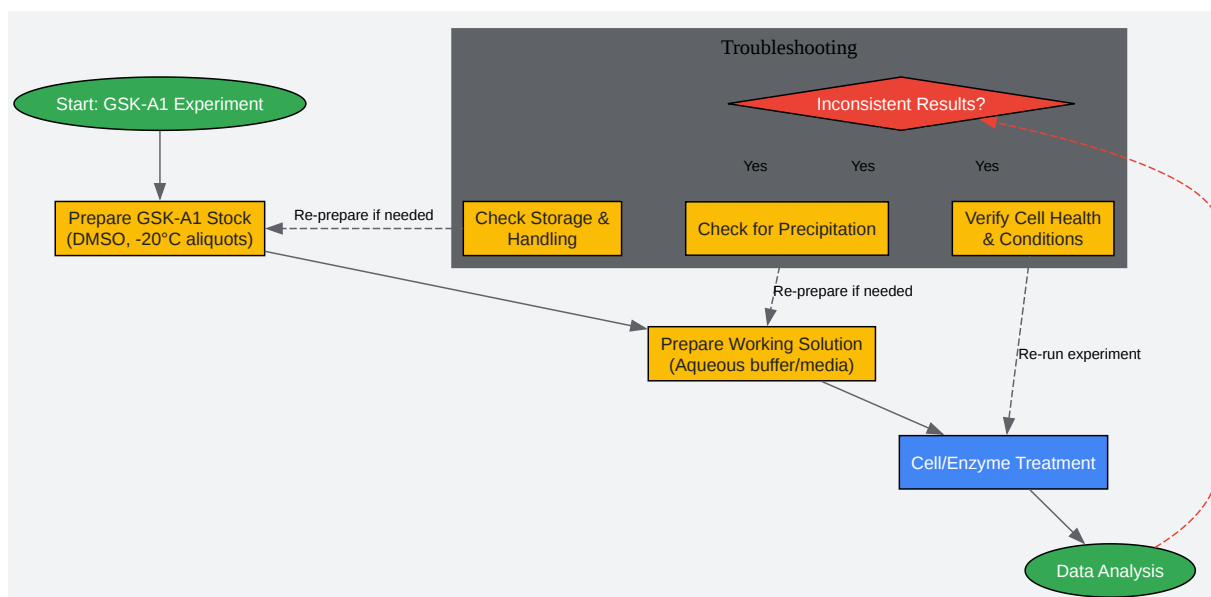 Troubleshooting
Start: GSK-A1 Experiment
Inconsistent Results?
Yes
Yes
Yes
Prepare GSK-A1 Stock
(DMSO, -20°C aliquots)
Re-prepare if needed
Check Storage &
Handling
Check for Precipitation
Verify Cell Health
& Conditions
Re-prepare if needed
Prepare Working Solution
(Aqueous buffer/media)
Re-run experiment
Cell/Enzyme Treatment
Data Analysis